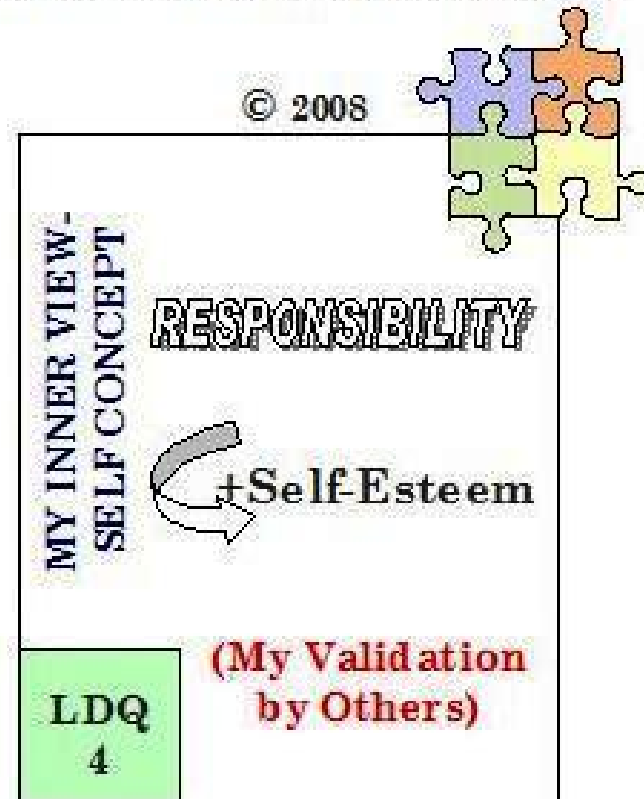 © 2008
MY INNER VIEW-
SELF CONCEPT
RESPONSIBILITY
+Self-Esteem
(My Validation
by Others)
LDQ
4